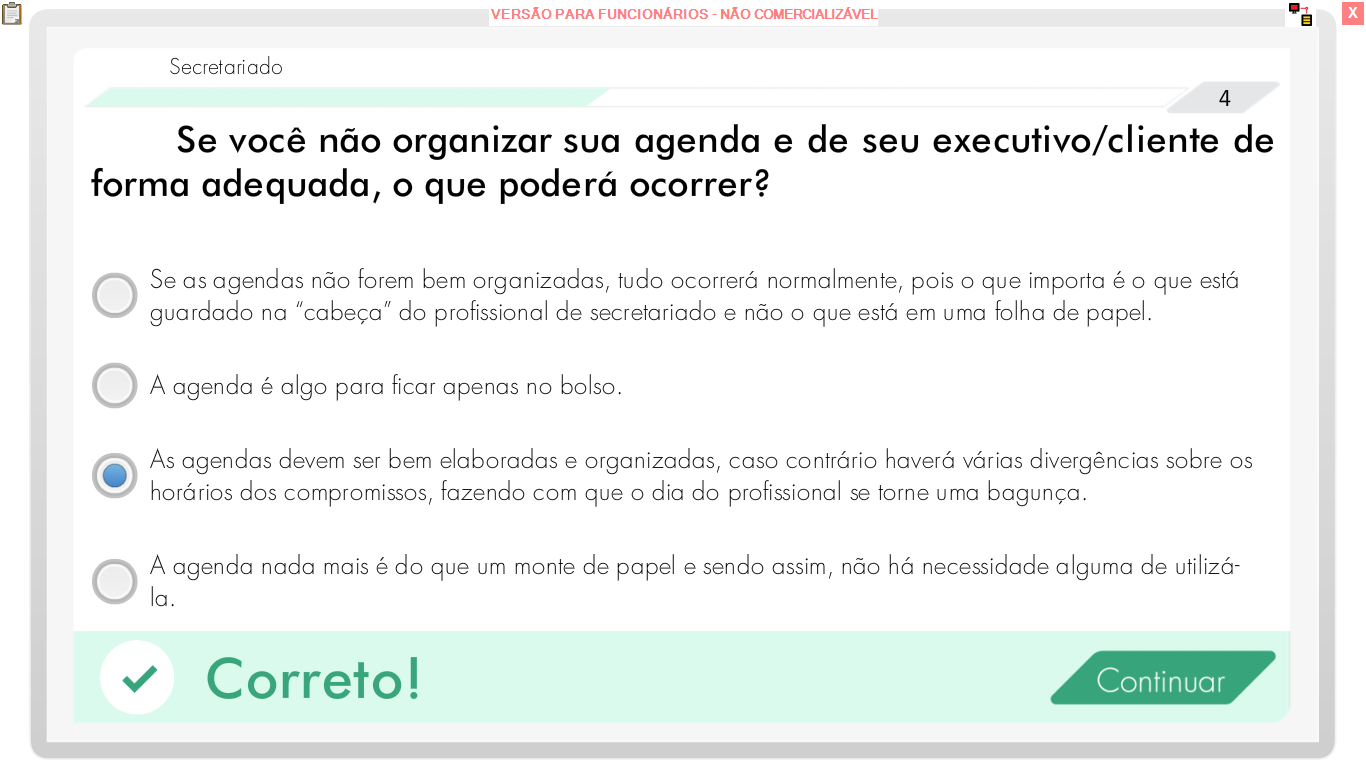 VERSÃO PARA FUNCIONÁRIOS - NÃO COMERCIALIZÁVEL
X
Secretariado
4
Se você não organizar sua agenda e de seu executivo/cliente de
forma adequada, o que poderá ocorrer?
Se as agendas não forem bem organizadas, tudo ocorrerá normalmente, pois o que importa é o que está
guardado na “cabeça” do profissional de secretariado e não o que está em uma folha de papel.
A agenda é algo para ficar apenas no bolso.
As agendas devem ser bem elaboradas e organizadas, caso contrário haverá várias divergências sobre os
horários dos compromissos, fazendo com que o dia do profissional se torne uma bagunça.
A agenda nada mais é do que um monte de papel e sendo assim, não há necessidade alguma de utilizá-
la.
Correto!
Continuar